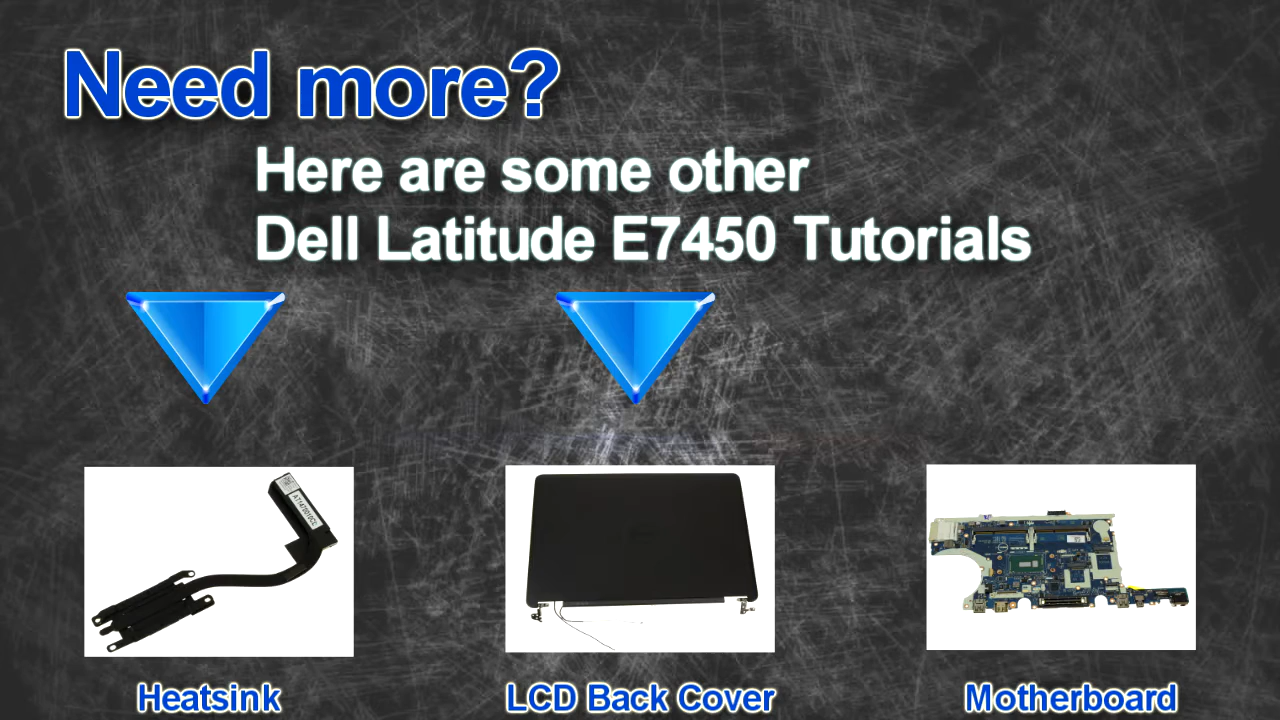 Need more?
Here are some other
Dell Latitude E7450 Tutorials
Heatsink
LCD Back Cover
Motherboard